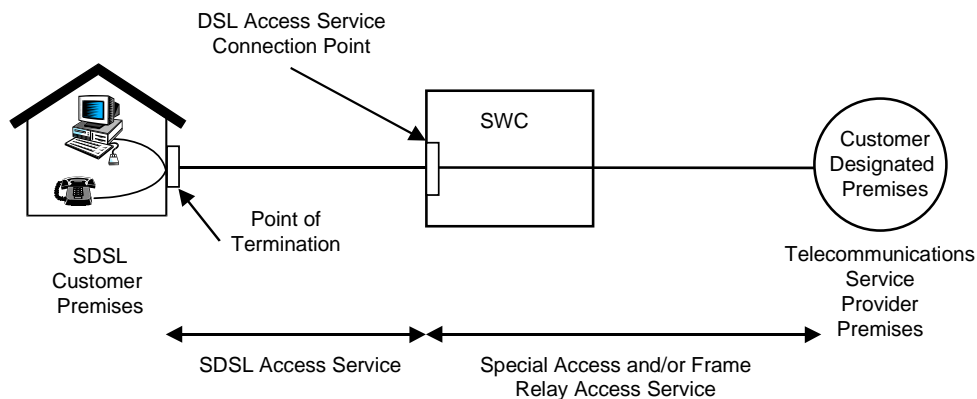 DSL Access Service
Connection Point
SWC
Customer
Designated
Premises
Point of
Termination
SDSL
Customer
Premises
Telecommunications
Service
Provider
Premises
SDSL Access Service
Special Access and/or Frame
Relay Access Service